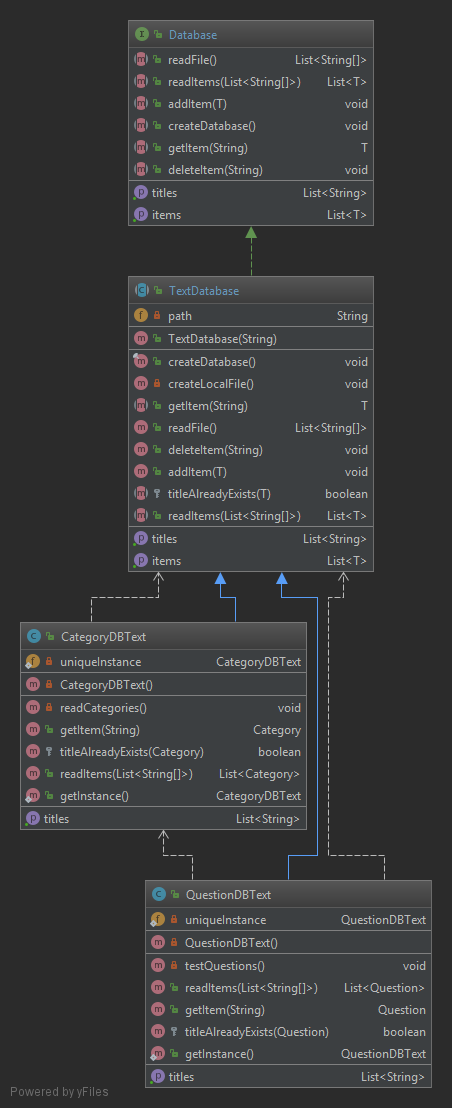 Database
readFile() List<String[]>
readItems(List<String[]>) List<T>
addItem(T) void
createDatabase() void
getItem(String) T
deleteItem(String) void
titles List<String>
items List<T>
TextDatabase
path String
TextDatabase(String)
createDatabase() void
createLocalFile() void
getItem(String) T
readFile() List<String[]>
deleteItem(String) void
addItem(T) void
titleAlreadyExists(T) boolean
readItems(List<String[]>) List<T>
titles List<String>
items List<T>
CategoryDBText
uniqueInstance CategoryDBText
CategoryDBText()
readCategories() void
getItem(String) Category
titleAlreadyExists(Category) boolean
readItems(List<String[]>) List<Category>
getInstance() CategoryDBText
titles List<String>
QuestionDBText
uniqueInstance QuestionDBText
QuestionDBText()
testQuestions() void
readItems(List<String[]>) List<Question>
getItem(String) Question
titleAlreadyExists(Question) boolean
getInstance() QuestionDBText
titles List<String>
Powered by yFiles